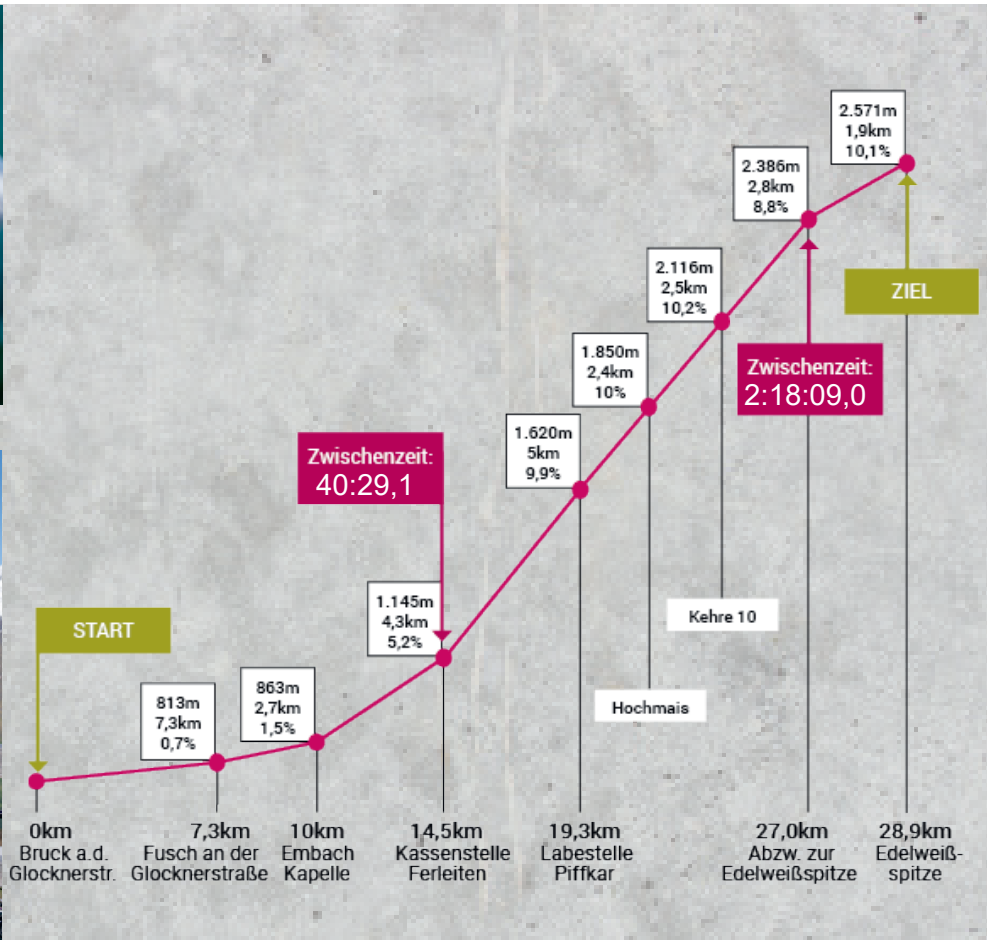 2.571m
1,9km
10,1%
2.386m
2,8km
8,8%
ZIEL
2.116m
2,5km
10,2%
1.850m
2,4km
10%
Zwischenzeit:
2:18:09,0
1.620m
5km
9,9%
Zwischenzeit:
40:29,1
1.145m
4,3km
5,2%
START
Kehre 10
863m
2,7km
1,5%
813m
7,3km
0,7%
Hochmais
0km
Bruck a.d.
Glocknerstr.
7,3km
Fusch an der
Glocknerstraße
10km
Embach
Kapelle
14,5km
Kassenstelle
Ferleiten
19,3km
Labestelle
Piffkar
27,0km
Abzw. zur
Edelweißspitze
28,9km
Edelweiß-
spitze